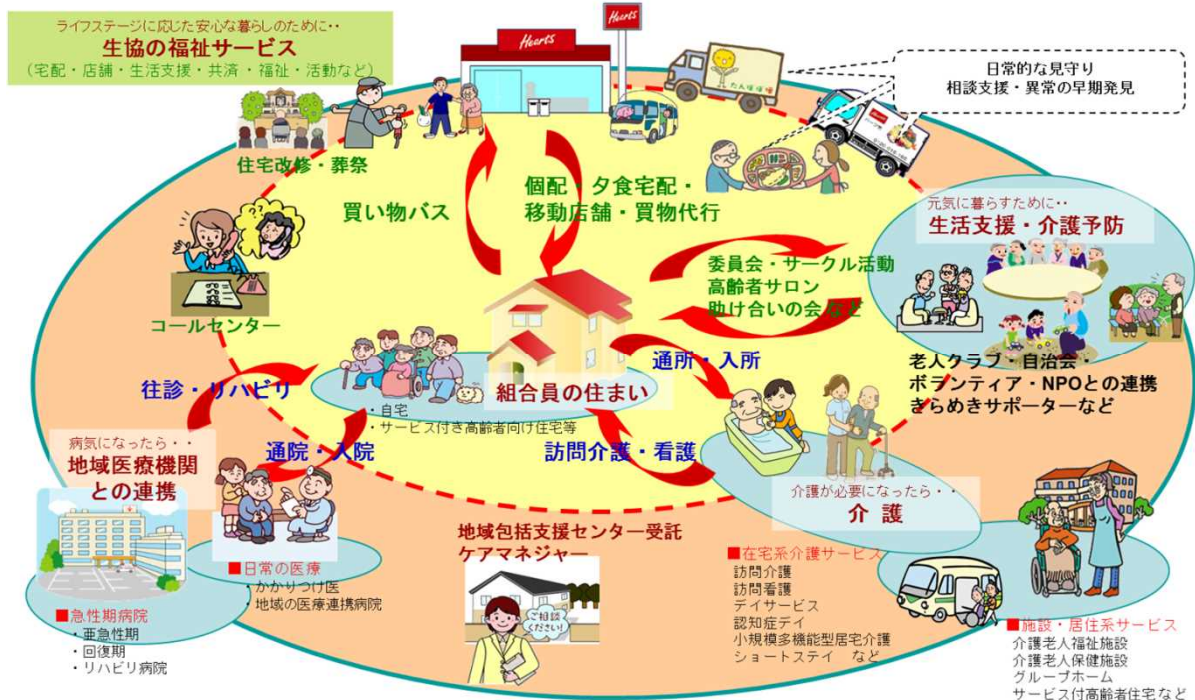 ライフステージに応じた安心な暮らしのために・・
生協の福祉サービス
（宅配・店舗・生活支援・共済・福祉・活動など）
Hearts
Hearts
たんぽぽ便
日常的な見守り
相談支援・異常の早期発見
Hearts
住宅改修・葬祭
買い物バス
個配・夕食宅配・
移動店舗・買物代行
元気に暮らすために・・
生活支援・介護予防
委員会・サークル活動
高齢者サロン
助け合いの会など
コールセンター
老人クラブ・自治会・
ボランティア・NPOとの連携
きらめきサポーターなど
往診・リハビリ
組合員の住まい
・自宅
・サービス付き高齢者向け住宅等
通所・入所
通院・入院
訪問介護・看護
病気になったら・・
地域医療機関
との連携
介護が必要になったら・・
介 護
地域包括支援センター受託
ケアマネジャー
ご相談
ください!
■日常の医療
・かかりつけ医
・地域の医療連携病院
■急性期病院
・亜急性期
・回復期
・リハビリ病院
■在宅系介護サービス
訪問介護
訪問看護
デイサービス
認知症デイ
小規模多機能型居宅介護
ショートステイ など
■施設・居住系サービス
介護老人福祉施設
介護老人保健施設
グループホーム
サービス付高齢者住宅など